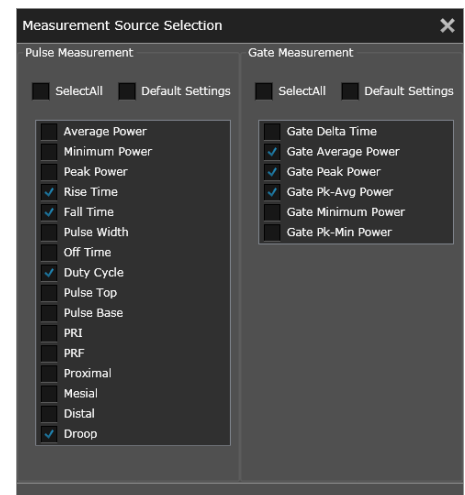 Measurement Source Selection
Pulse Measurement
SelectAll Default Settings
Average Power
Minimum Power
Peak Power
Rise Time
Fall Time
Pulse Width
Off Time
Duty Cycle
Pulse Top
Pulse Base
PRI
PRF
Proximal
Mesial
Distal
Droop
Gate Measurement
SelectAll Default Settings
Gate Delta Time
Gate Average Power
Gate Peak Power
Gate Pk-Avg Power
Gate Minimum Power
Gate Pk-Min Power